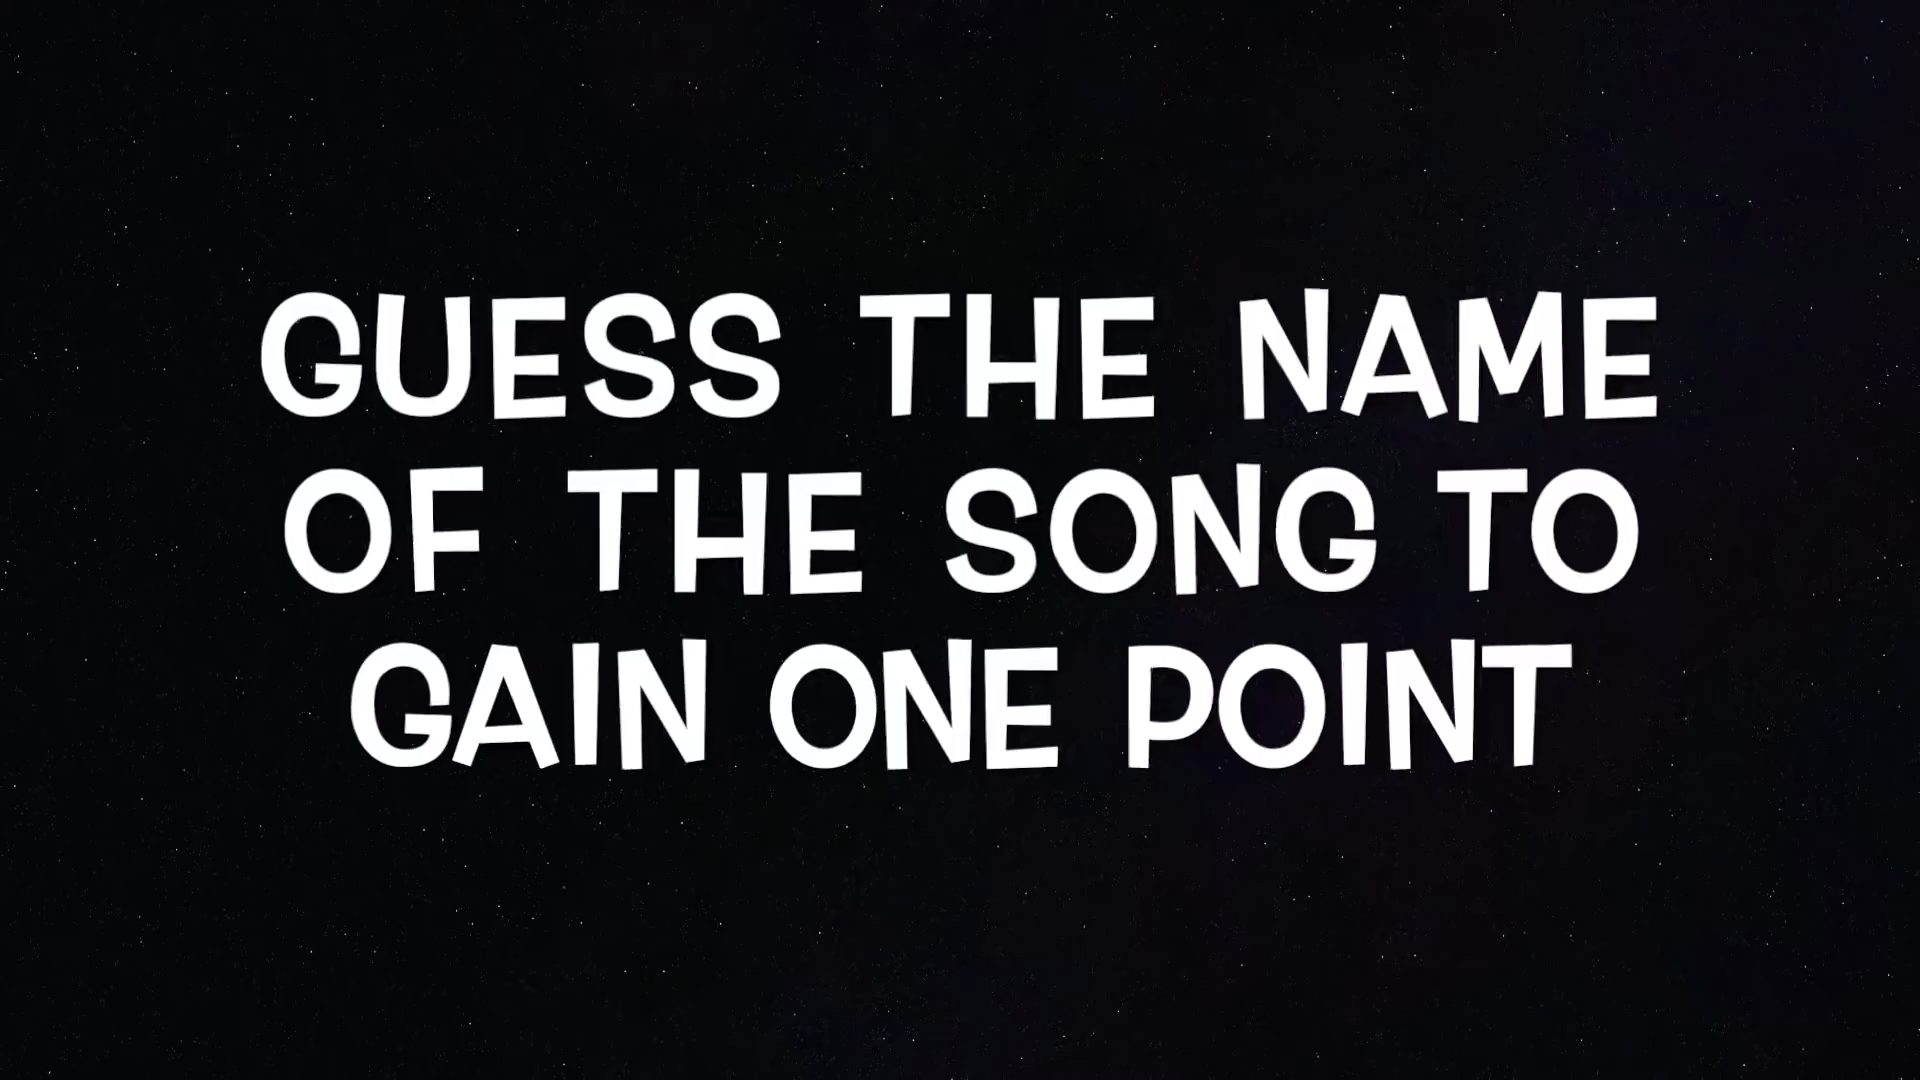 GUESS THE NAME
OF THE SONG TO
GAIN ONE POINT